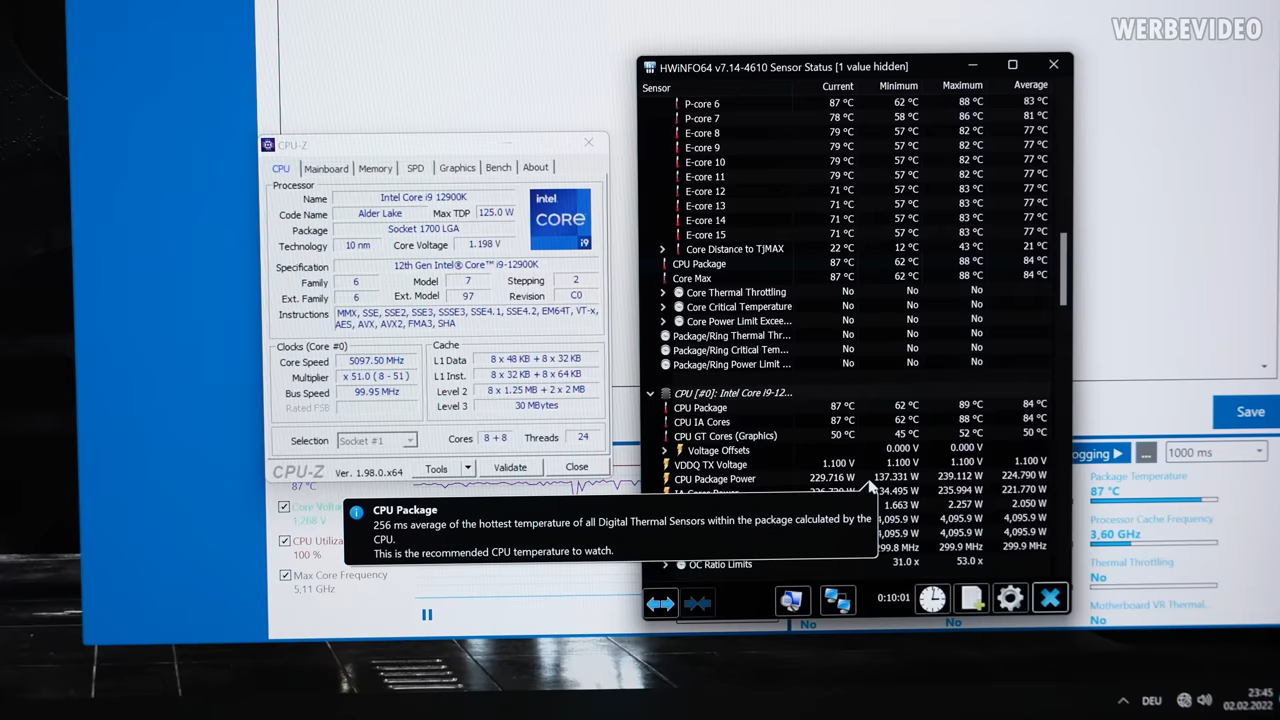 WERBEVIDEO
HWiNFO64 v7.14-4610 Sensor Status [1 value hidden]
Sensor Current Minimum Maximum Average
P-core 6 87 °C 62 °C 88 °C 83 °C
P-core 7 78 °C 58 °C 86 °C 81 °C
E-core 8 79 °C 57 °C 82 °C 77 °C
E-core 9 79 °C 57 °C 82 °C 77 °C
E-core 10 79 °C 57 °C 82 °C 77 °C
E-core 11 79 °C 57 °C 82 °C 77 °C
E-core 12 71 °C 57 °C 83 °C 77 °C
E-core 13 71 °C 57 °C 83 °C 77 °C
E-core 14 71 °C 57 °C 83 °C 77 °C
E-core 15 71 °C 57 °C 83 °C 77 °C
Core Distance to TjMAX 22 °C 12 °C 43 °C 21 °C
CPU Package 87 °C 62 °C 88 °C 84 °C
Core Max 87 °C 62 °C 88 °C 84 °C
Core Thermal Throttling No No No
Core Critical Temperature No No No
Core Power Limit Excee... No No No
Package/Ring Thermal Thr... No No No
Package/Ring Critical Tem... No No No
Package/Ring Power Limit ... No No No
CPU [#0]: Intel Core i9-12...
CPU Package 87 °C 62 °C 89 °C 84 °C
CPU IA Cores 87 °C 62 °C 88 °C 84 °C
CPU GT Cores (Graphics) 50 °C 45 °C 52 °C 50 °C
Voltage Offsets 0.000 V 0.000 V
VDDQ TX Voltage 1.100 V 1.100 V 1.100 V 1.100 V
CPU Package Power 229.716 W 137.331 W 239.112 W 224.790 W
134.495 W 235.994 W 221.770 W
1.663 W 2.257 W 2.050 W
4,095.9 W 4,095.9 W 4,095.9 W
4,095.9 W 4,095.9 W 4,095.9 W
299.8 MHz 299.9 MHz 299.9 MHz
OC Ratio Limits 31.0 x 53.0 x
0:10:01
CPU-Z
CPU Mainboard Memory SPD Graphics Bench About
Processor
Name Intel Core i9 12900K
Code Name Alder Lake Max TDP 125.0 W
Package Socket 1700 LGA
Technology 10 nm Core Voltage 1.198 V
intel
CORE
i9
Specification 12th Gen Intel® Core™ i9-12900K
Family 6 Model 7 Stepping 2
Ext. Family 6 Ext. Model 97 Revision C0
Instructions MMX, SSE, SSE2, SSE3, SSSE3, SSE4.1, SSE4.2, EM64T, VT-x,
AES, AVX, AVX2, FMA3, SHA
Clocks (Core #0)
Core Speed 5097.50 MHz
Multiplier x 51.0 (8 - 51)
Bus Speed 99.95 MHz
Rated FSB
Cache
L1 Data 8 x 48 KB + 8 x 32 KB
L1 Inst. 8 x 32 KB + 8 x 64 KB
Level 2 8 x 1.25 MB + 2 x 2 MB
Level 3 30 MBytes
Selection Socket #1 Cores 8 + 8 Threads 24
CPU-Z Ver. 1.98.0.x64 Tools Validate Close
87 °C
1.268 V
100 %
Max Core Frequency
5,11 GHz
CPU Package
256 ms average of the hottest temperature of all Digital Thermal Sensors within the package calculated by the
CPU.
This is the recommended CPU temperature to watch.
Save
ogging
...
1000 ms
Package Temperature
87 °C
Processor Cache Frequency
3,60 GHz
Thermal Throttling
No
Motherboard VR Thermal...
No
No
No
DEU
23:45
02.02.2022